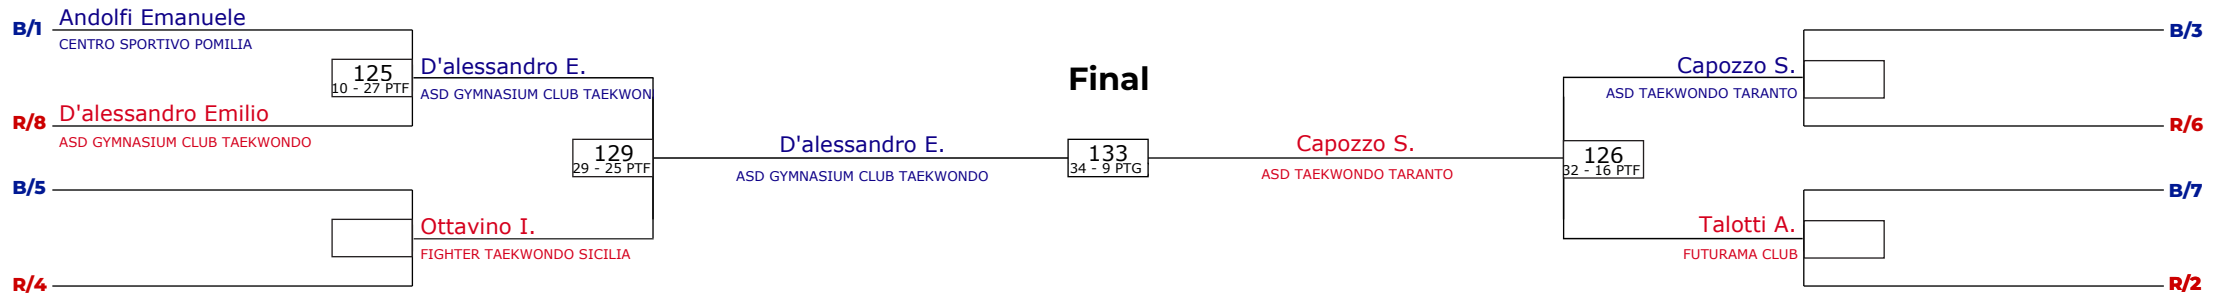 B/1
Andolfi Emanuele
CENTRO SPORTIVO POMILIA
125
10 - 27 PTF
D'alessandro E.
ASD GYMNASIUM CLUB TAEKWON
R/8
D'alessandro Emilio
ASD GYMNASIUM CLUB TAEKWONDO
129
29 - 25 PTF
B/5
Ottavino I.
FIGHTER TAEKWONDO SICILIA
R/4
Final
D'alessandro E.
ASD GYMNASIUM CLUB TAEKWONDO
133
34 - 9 PTG
Capozzo S.
ASD TAEKWONDO TARANTO
B/3
Capozzo S.
ASD TAEKWONDO TARANTO
R/6
126
32 - 16 PTF
B/7
Talotti A.
FUTURAMA CLUB
R/2